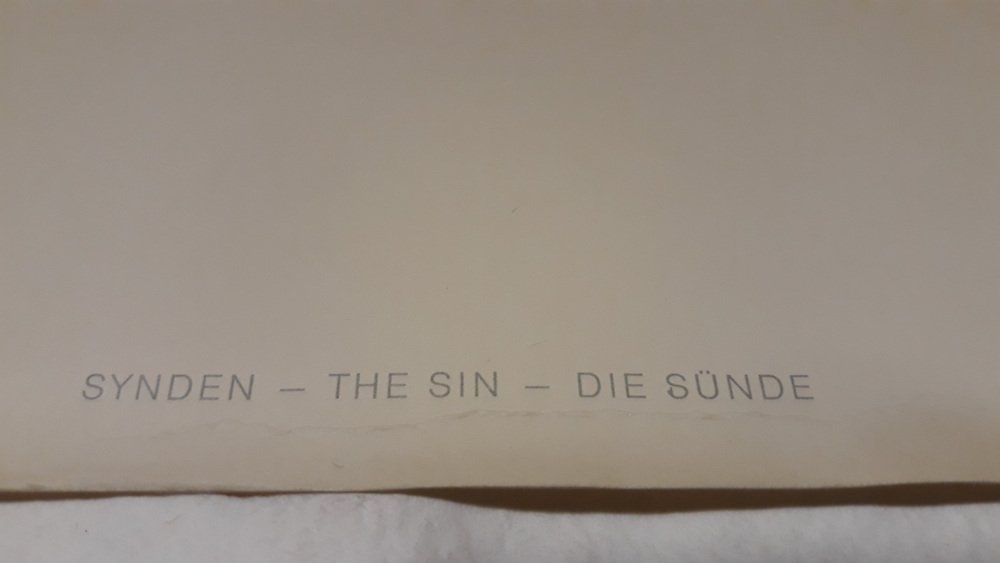 SYNDEN – THE SIN – DIE SÜNDE